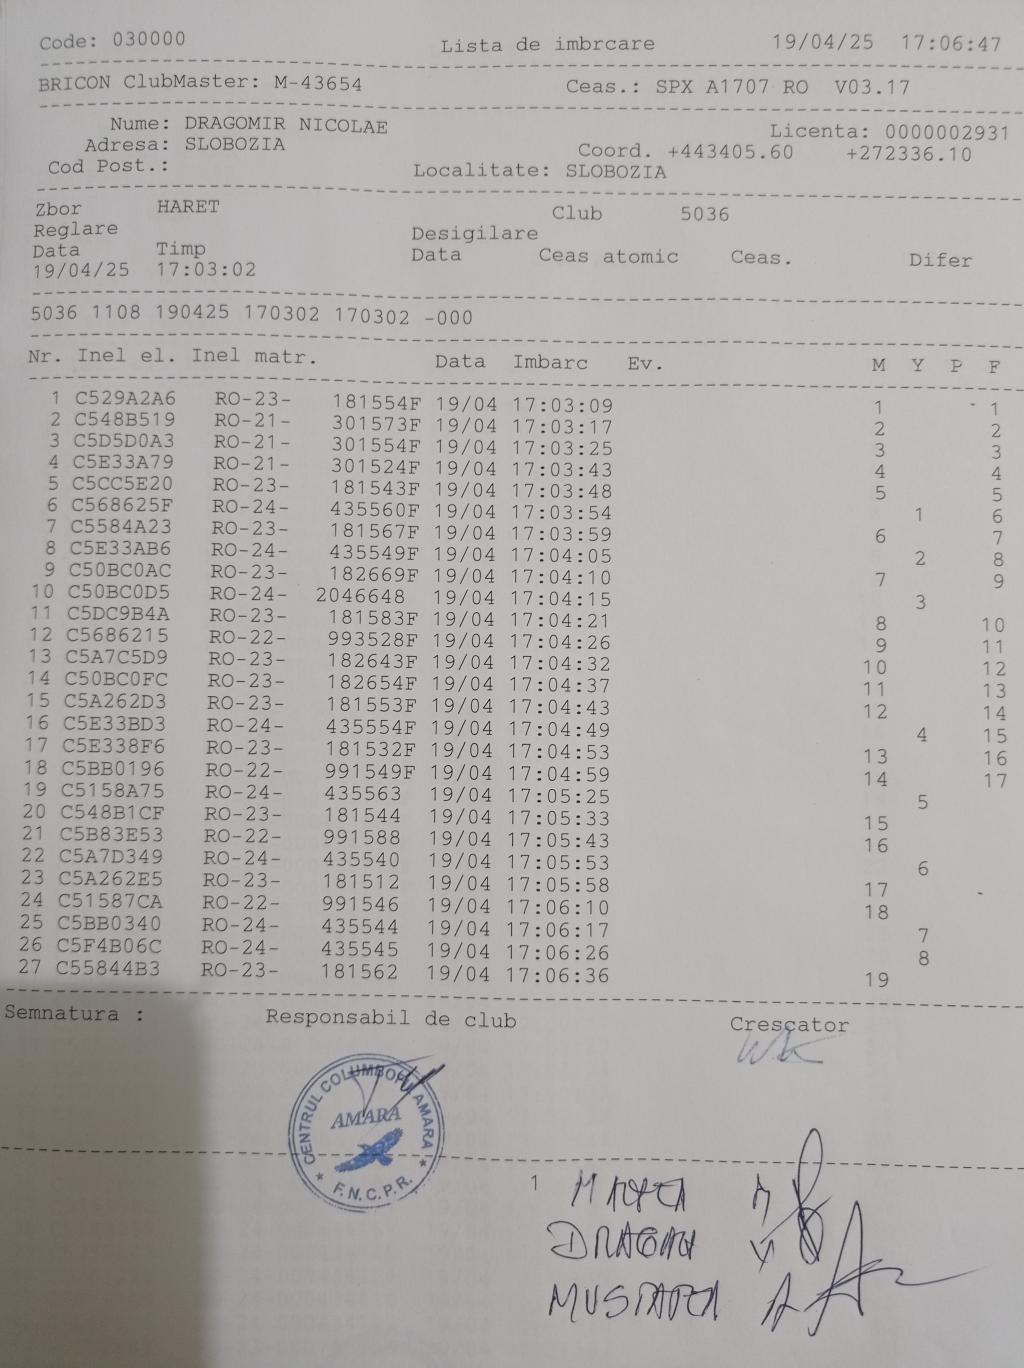 Code: 030000 Lista de imbrcare 19/04/25 17:06:47
BRICON ClubMaster: M-43654 Ceas.: SPX A1707 RO V03.17
Nume: DRAGOMIR NICOLAE Licenta: 0000002931
Adresa: SLOBOZIA Coord. +443405.60 +272336.10
Cod Post.: Localitate: SLOBOZIA
Zbor HARET Club 5036
Reglare Desigilare
Data Timp Data Ceas atomic Ceas. Difer
19/04/25 17:03:02
5036 1108 190425 170302 170302 -000
Nr. Inel el. Inel matr. Data Imbarc Ev. M Y P F
1 C529A2A6 RO-23- 181554F 19/04 17:03:09 1 1
2 C548B519 RO-21- 301573F 19/04 17:03:17 2 2
3 C5D5D0A3 RO-21- 301554F 19/04 17:03:25 3 3
4 C5E33A79 RO-21- 301524F 19/04 17:03:43 4 4
5 C5CC5E20 RO-23- 181543F 19/04 17:03:48 5 5
6 C568625F RO-24- 435560F 19/04 17:03:54 1 6
7 C5584A23 RO-23- 181567F 19/04 17:03:59 6 7
8 C5E33AB6 RO-24- 435549F 19/04 17:04:05 2 8
9 C50BC0AC RO-23- 182669F 19/04 17:04:10 7 9
10 C50BC0D5 RO-24- 2046648 19/04 17:04:15 3
11 C5DC9B4A RO-23- 181583F 19/04 17:04:21 8 10
12 C5686215 RO-22- 993528F 19/04 17:04:26 9 11
13 C5A7C5D9 RO-23- 182643F 19/04 17:04:32 10 12
14 C50BC0FC RO-23- 182654F 19/04 17:04:37 11 13
15 C5A262D3 RO-23- 181553F 19/04 17:04:43 12 14
16 C5E33BD3 RO-24- 435554F 19/04 17:04:49 4 15
17 C5E338F6 RO-23- 181532F 19/04 17:04:53 13 16
18 C5BB0196 RO-22- 991549F 19/04 17:04:59 14 17
19 C5158A75 RO-24- 435563 19/04 17:05:25 5
20 C548B1CF RO-23- 181544 19/04 17:05:33 15
21 C5B83E53 RO-22- 991588 19/04 17:05:43 16
22 C5A7D349 RO-24- 435540 19/04 17:05:53 6
23 C5A262E5 RO-23- 181512 19/04 17:05:58 17
24 C51587CA RO-22- 991546 19/04 17:06:10 18
25 C5BB0340 RO-24- 435544 19/04 17:06:17 7
26 C5F4B06C RO-24- 435545 19/04 17:06:26 8
27 C55844B3 RO-23- 181562 19/04 17:06:36 19
Semnatura : Responsabil de club Crescator
CENTRUL COLUMBOFIL AMARA
AMARA
F.N.C.P.R.
1
DRAGAN